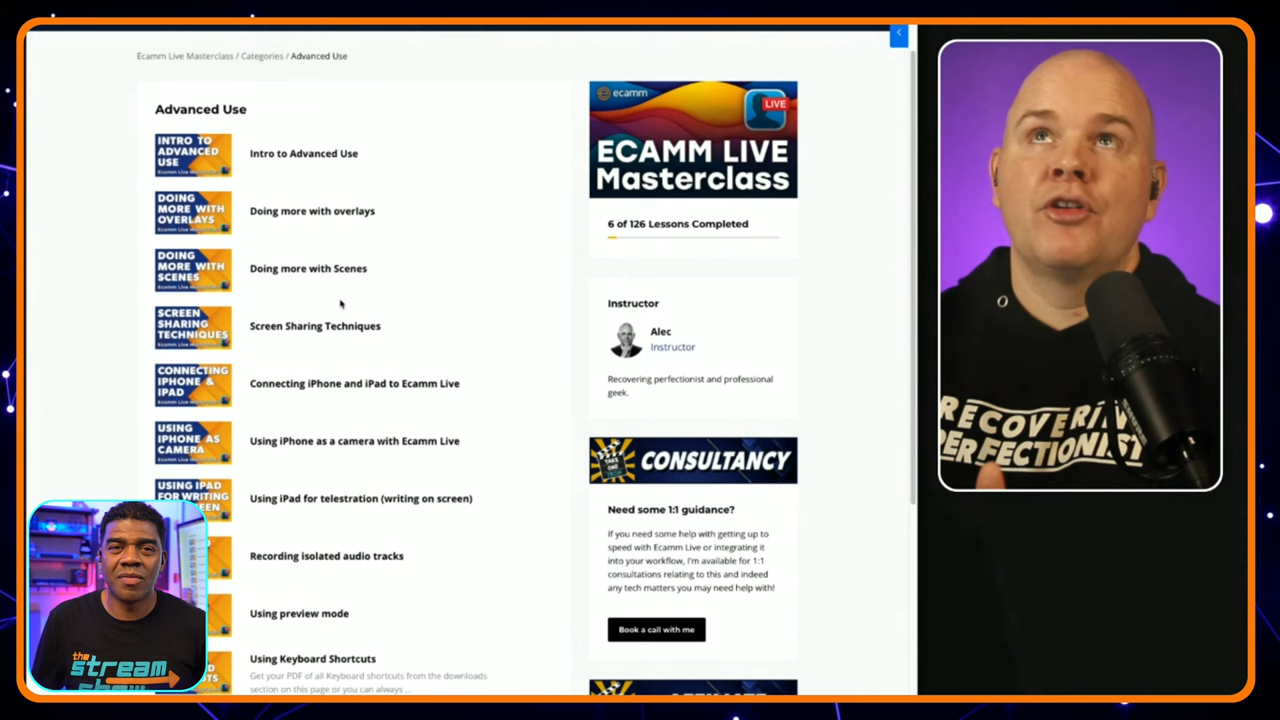 Ecamm Live Masterclass / Categories / Advanced Use
Advanced Use
INTRO TO
ADVANCED
USE
Intro to Advanced Use
DOING
MORE WITH
OVERLAYS
Doing more with overlays
DOING
MORE WITH
SCENES
Doing more with Scenes
SCREEN
SHARING
TECHNIQUES
Screen Sharing Techniques
CONNECTING
IPHONE &
IPAD
Connecting iPhone and iPad to Ecamm Live
USING
IPHONE AS
CAMERA
Using iPhone as a camera with Ecamm Live
USING IPAD
FOR WRITING
Using iPad for telestration (writing on screen)
Recording isolated audio tracks
Using preview mode
Using Keyboard Shortcuts
Get your PDF of all Keyboard shortcuts from the downloads
section on this page or you can always ...
ecamm
LIVE
ECAMM LIVE
Masterclass
6 of 126 Lessons Completed
Instructor
Alec
Instructor
Recovering perfectionist and professional
geek.
TAKE
ONE
TECH
CONSULTANCY
Need some 1:1 guidance?
If you need some help with getting up to
speed with Ecamm Live or integrating it
into your workflow, I'm available for 1:1
consultations relating to this and indeed
any tech matters you may need help with!
Book a call with me
RECOVERIN
PERFECTIONIST
the
STREAM